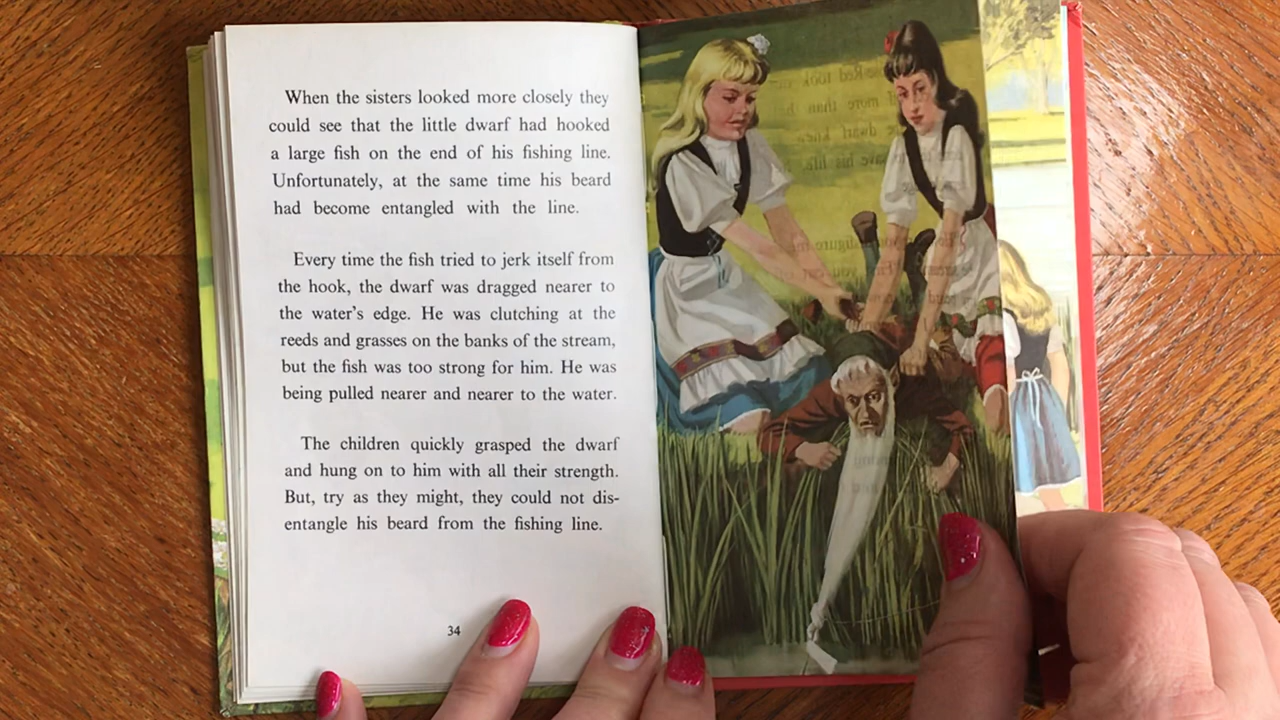 When the sisters looked more closely they
could see that the little dwarf had hooked
a large fish on the end of his fishing line.
Unfortunately, at the same time his beard
had become entangled with the line.
Every time the fish tried to jerk itself from
the hook, the dwarf was dragged nearer to
the water's edge. He was clutching at the
reeds and grasses on the banks of the stream,
but the fish was too strong for him. He was
being pulled nearer and nearer to the water.
The children quickly grasped the dwarf
and hung on to him with all their strength.
But, try as they might, they could not dis-
entangle his beard from the fishing line.
34